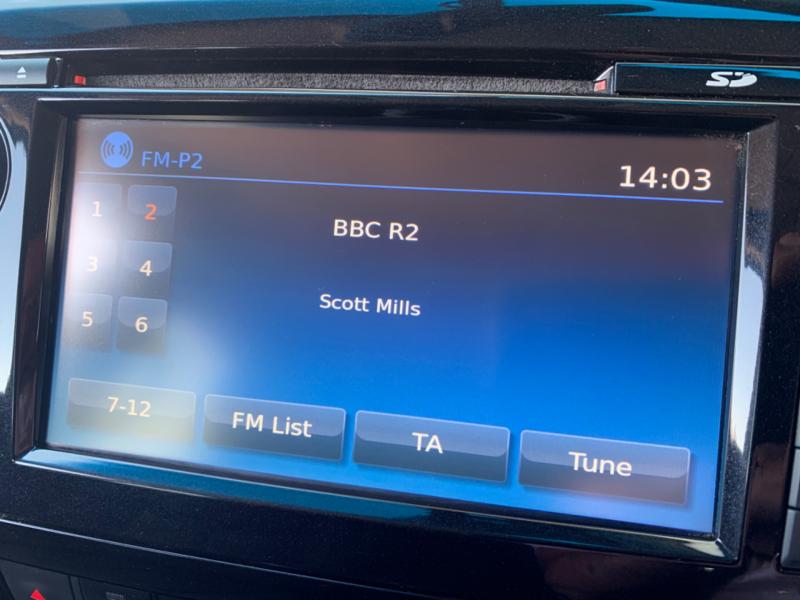 SD
FM-P2
14:03
1 2
BBC R2
3 4
Scott Mills
5 6
7-12 FM List TA Tune